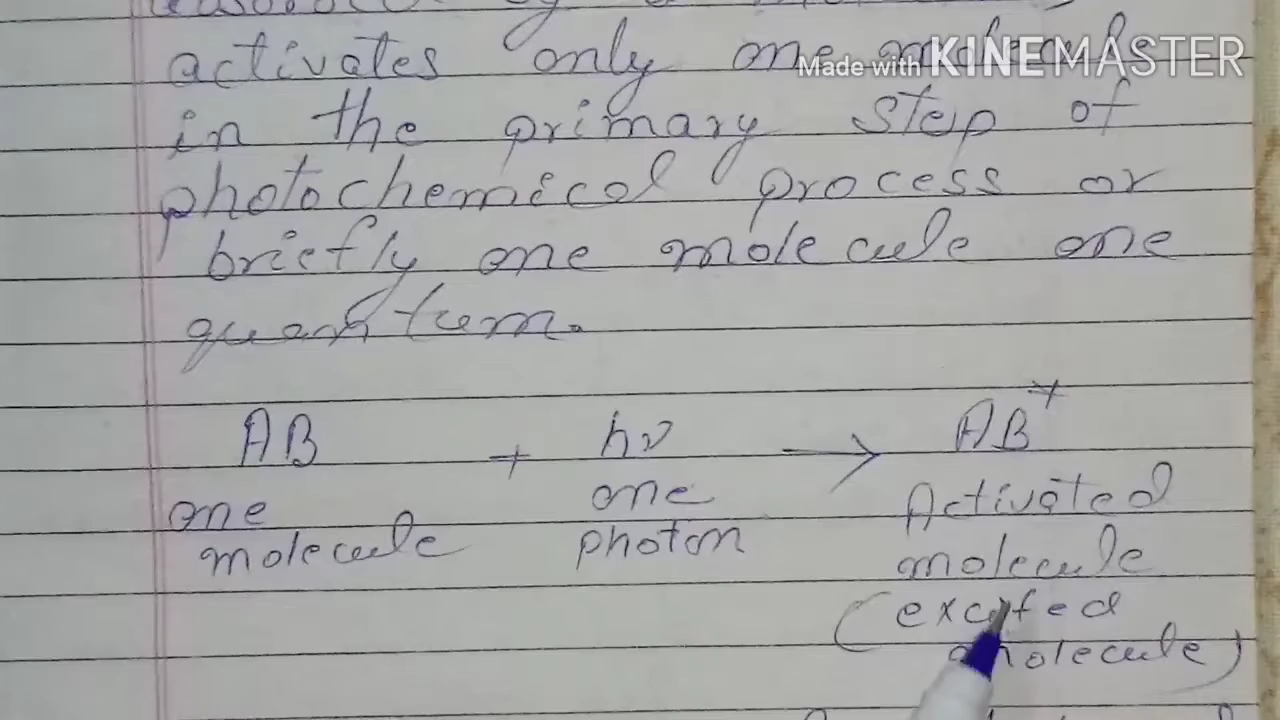 activates only one molecule
Made with KINEMASTER
in the primary step of
photochemical process or
briefly one molecule one
quantum.
AB + hν → AB*
one molecule
one photon
Activated molecule
(excited molecule)